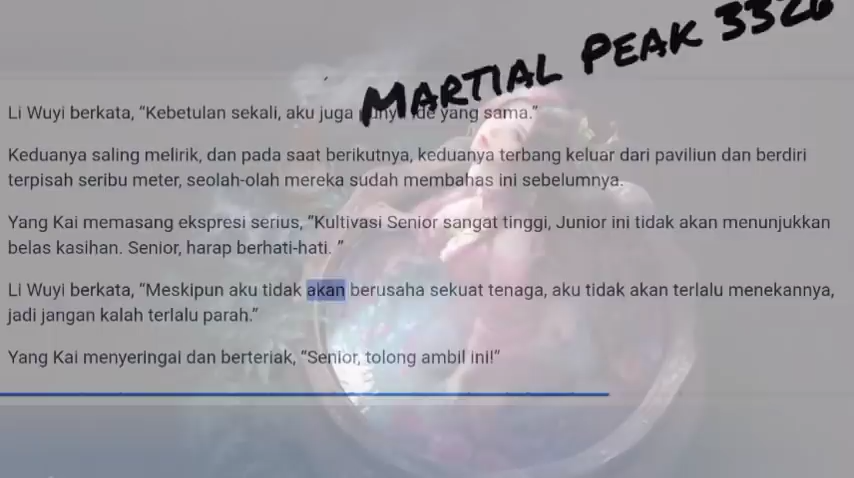 MARTIAL PEAK 3326
Li Wuyi berkata, “Kebetulan sekali, aku juga punya ide yang sama.”
Keduanya saling melirik, dan pada saat berikutnya, keduanya terbang keluar dari paviliun dan berdiri
terpisah seribu meter, seolah-olah mereka sudah membahas ini sebelumnya.
Yang Kai memasang ekspresi serius, “Kultivasi Senior sangat tinggi, Junior ini tidak akan menunjukkan
belas kasihan. Senior, harap berhati-hati. ”
Li Wuyi berkata, “Meskipun aku tidak akan berusaha sekuat tenaga, aku tidak akan terlalu menekannya,
jadi jangan kalah terlalu parah.”
Yang Kai menyeringai dan berteriak, “Senior, tolong ambil ini!”